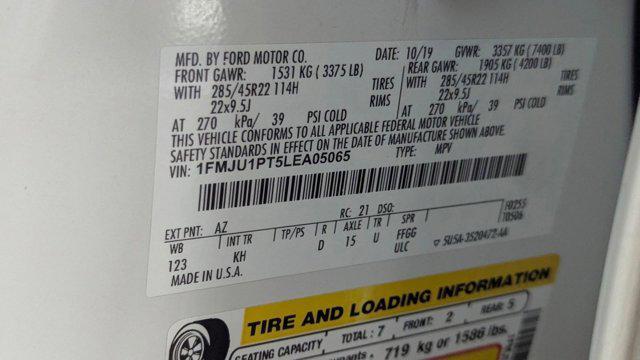 MFD. BY FORD MOTOR CO. DATE: 10/19 GVWR: 3357 KG ( 7400 LB)
FRONT GAWR: 1531 KG ( 3375 LB) REAR GAWR: 1905 KG ( 4200 LB)
WITH 285/45R22 114H TIRES WITH 285/45R22 114H TIRES
22x9.5J RIMS 22x9.5J RIMS
AT 270 kPa/ 39 PSI COLD AT 270 kPa/ 39 PSI COLD
THIS VEHICLE CONFORMS TO ALL APPLICABLE FEDERAL MOTOR VEHICLE
SAFETY STANDARDS IN EFFECT ON THE DATE OF MANUFACTURE SHOWN ABOVE.
VIN: 1FMJU1PT5LEA05065 TYPE: MPV
EXT PNT: AZ RC: 21 DSO: F0255
WB INT TR TP/PS R AXLE TR SPR T0506
123 KH D 15 U FFGG
ULC ▽ 5U5A-3520472-AA
MADE IN U.S.A.
TIRE AND LOADING INFORMATION
SEATING CAPACITY TOTAL: 7 FRONT: 2 REAR: 5
719 kg or 1586 lbs.